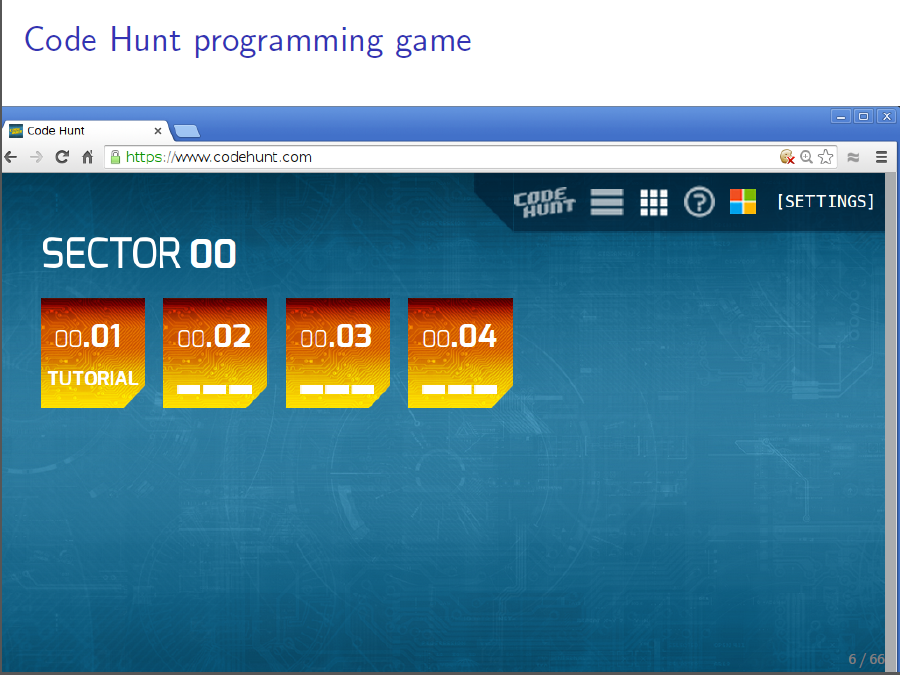 Code Hunt programming game
Code Hunt
https://www.codehunt.com
CODE HUNT
[SETTINGS]
SECTOR 00
00.01
00.02
00.03
00.04
TUTORIAL
6 / 66